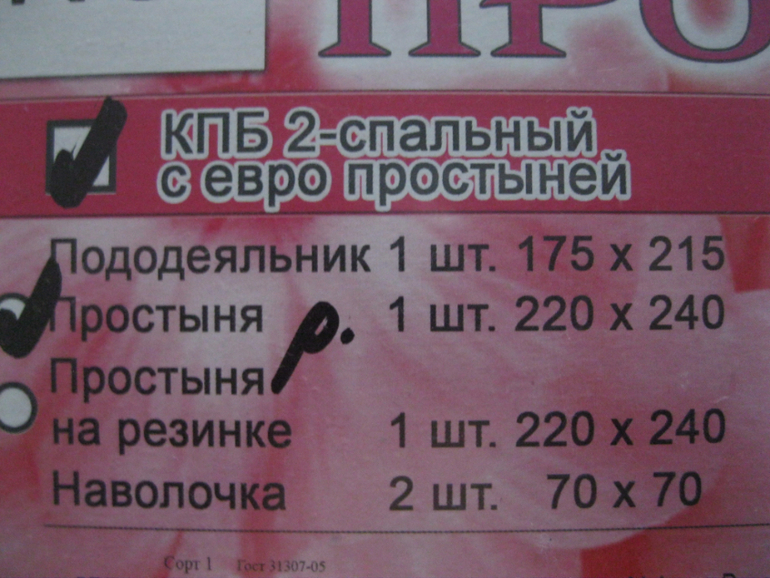 КПБ 2-спальный
с евро простыней
Пододеяльник 1 шт. 175 х 215
Простыня р. 1 шт. 220 х 240
Простыня
на резинке 1 шт. 220 х 240
Наволочка 2 шт. 70 х 70
Сорт 1 Гост 31307-05